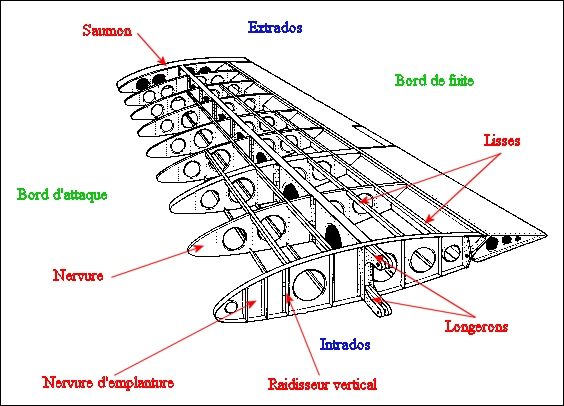 Saumon
Extrados
Bord de fuite
Lisses
Bord d'attaque
Nervure
Longerons
Intrados
Nervure d'emplanture
Raidisseur vertical